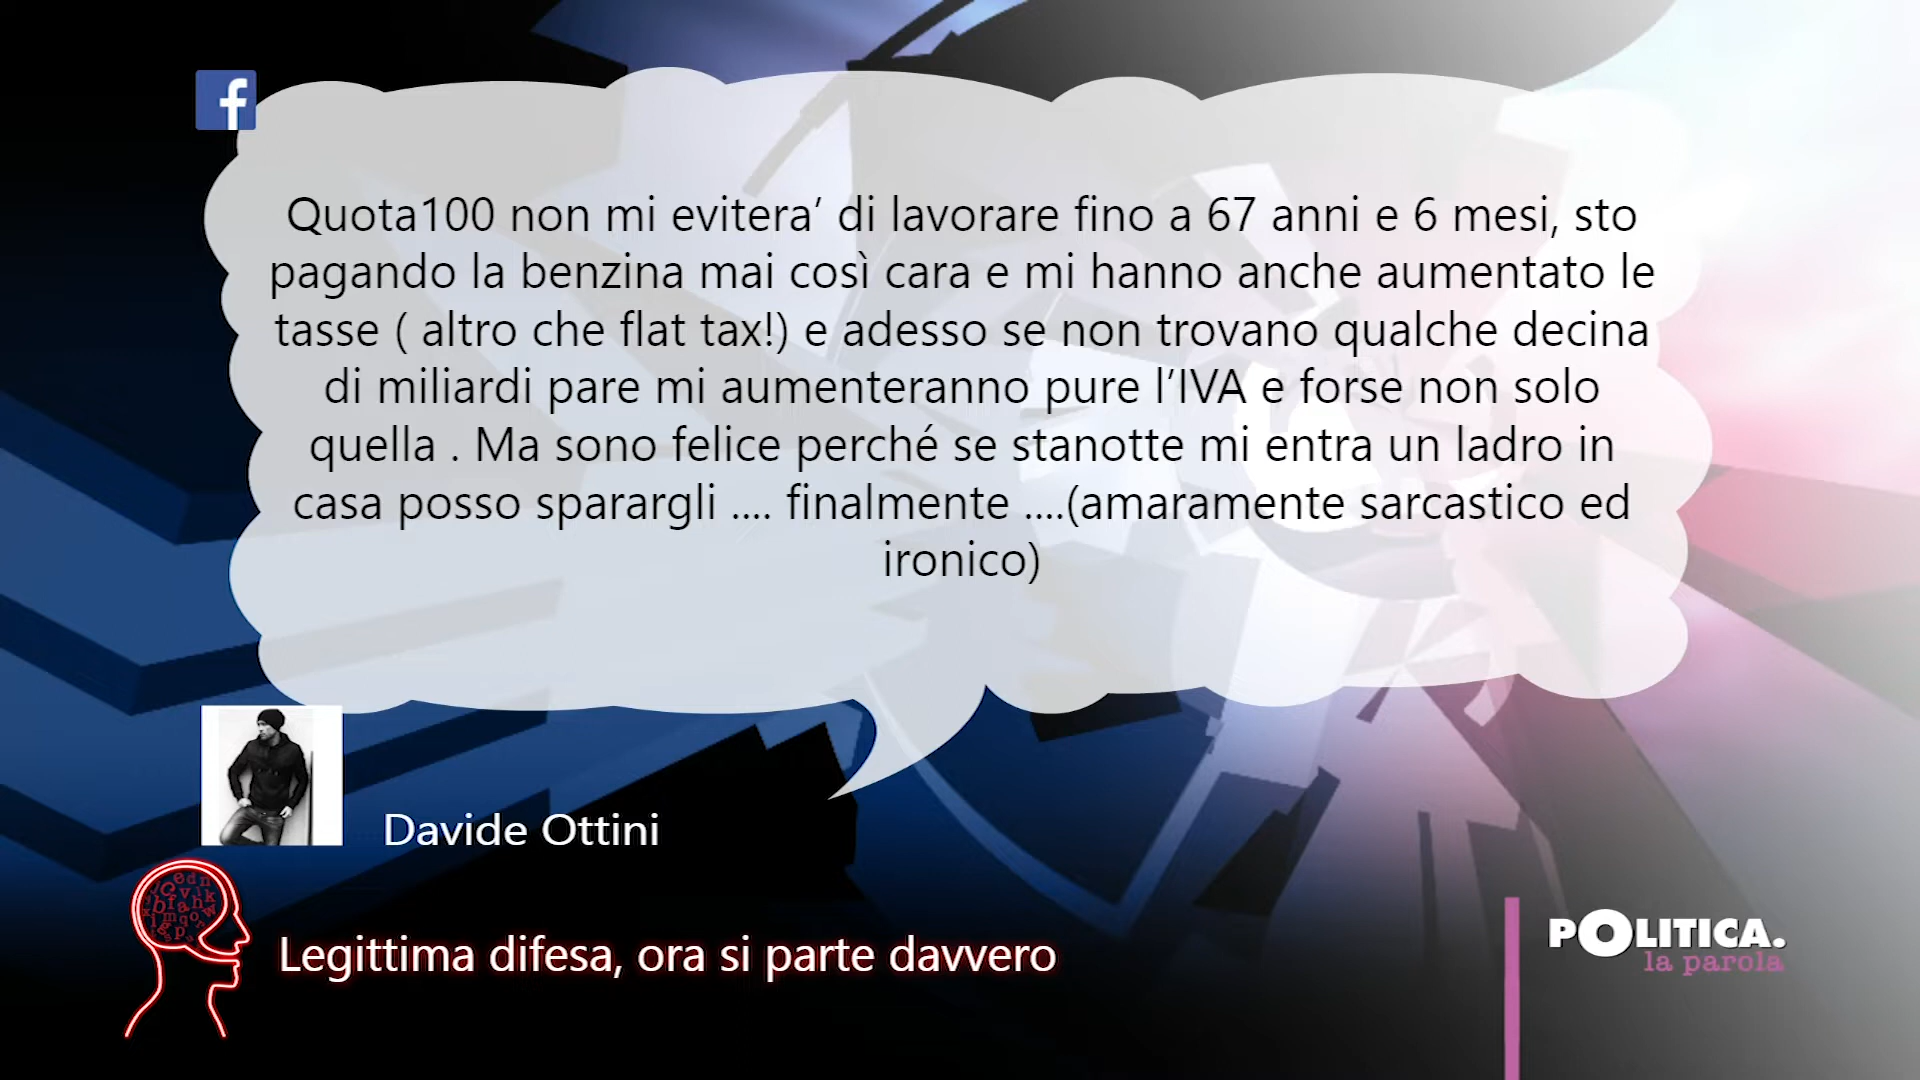 Quota100 non mi evitera’ di lavorare fino a 67 anni e 6 mesi, sto
pagando la benzina mai così cara e mi hanno anche aumentato le
tasse ( altro che flat tax!) e adesso se non trovano qualche decina
di miliardi pare mi aumenteranno pure l’IVA e forse non solo
quella . Ma sono felice perché se stanotte mi entra un ladro in
casa posso sparargli .... finalmente ....(amaramente sarcastico ed
ironico)
Davide Ottini
Legittima difesa, ora si parte davvero
POLITICA.
la parola